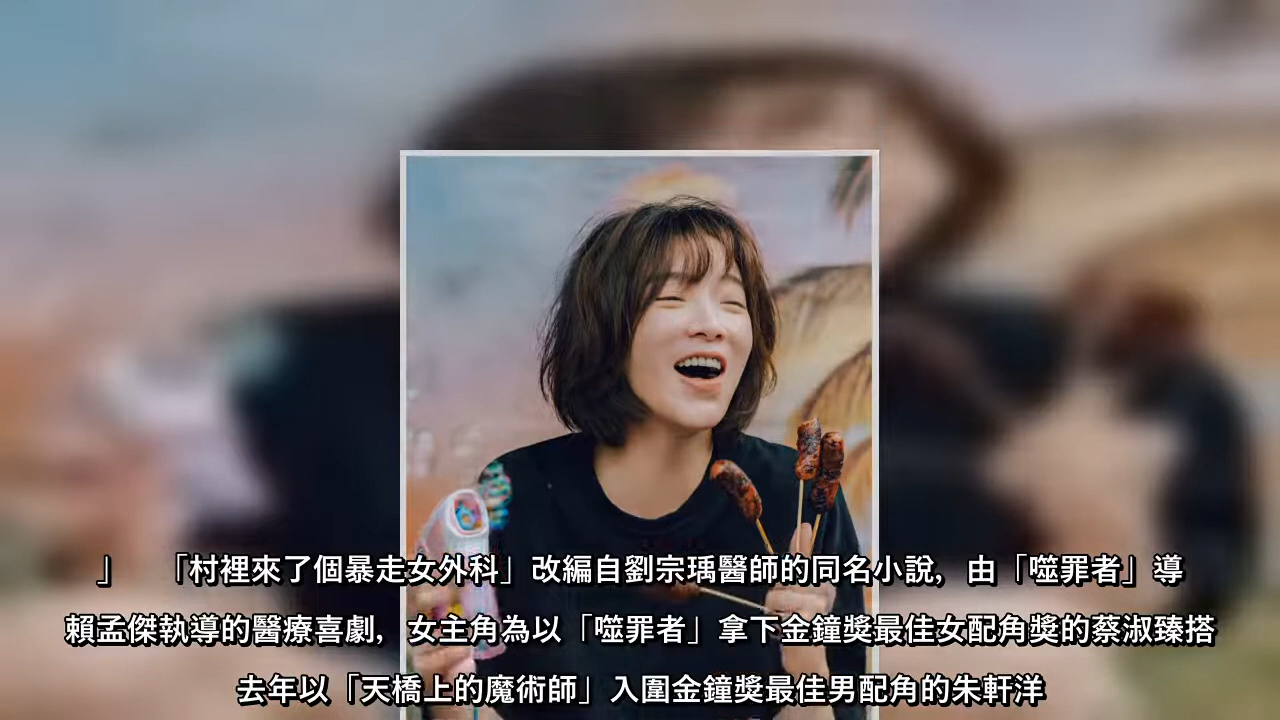 」 「村裡來了個暴走女外科」改編自劉宗瑀醫師的同名小說，由「噬罪者」導
賴孟傑執導的醫療喜劇，女主角為以「噬罪者」拿下金鐘獎最佳女配角獎的蔡淑臻搭
去年以「天橋上的魔術師」入圍金鐘獎最佳男配角的朱軒洋